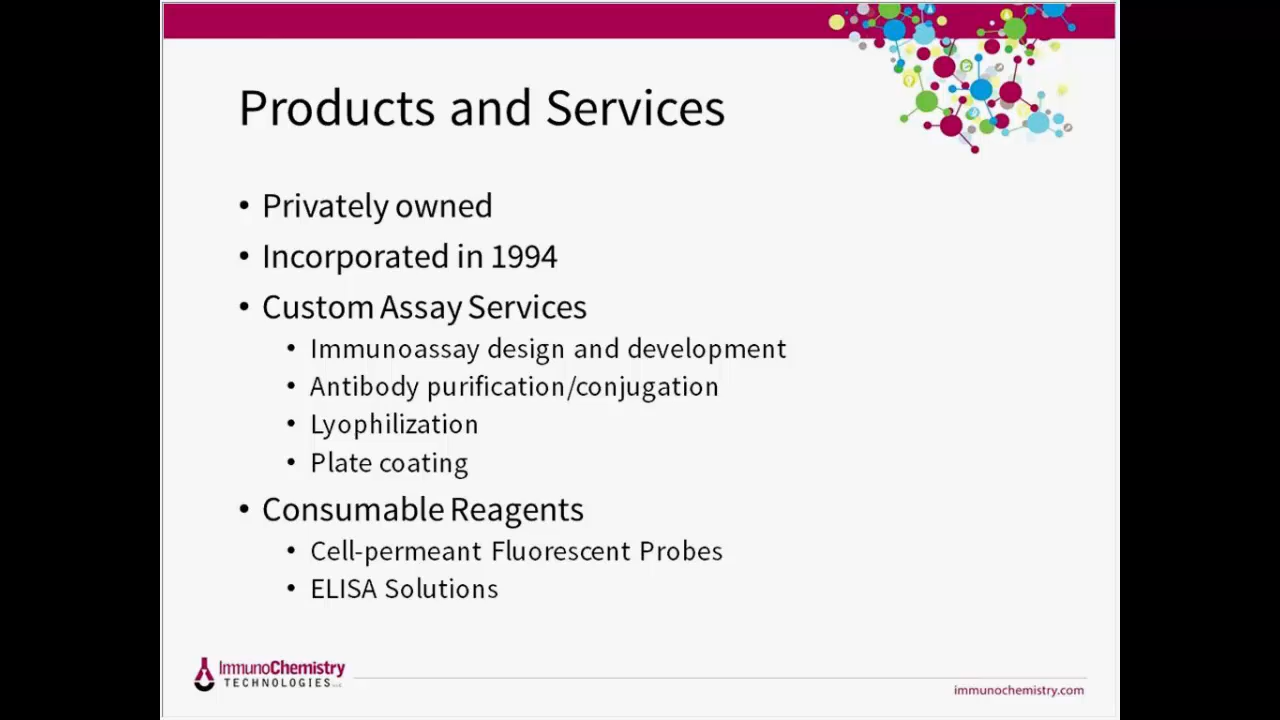 Products and Services
• Privately owned
• Incorporated in 1994
• Custom Assay Services
• Immunoassay design and development
• Antibody purification/conjugation
• Lyophilization
• Plate coating
• Consumable Reagents
• Cell-permeant Fluorescent Probes
• ELISA Solutions
ImmunoChemistry
TECHNOLOGIES
immunochemistry.com